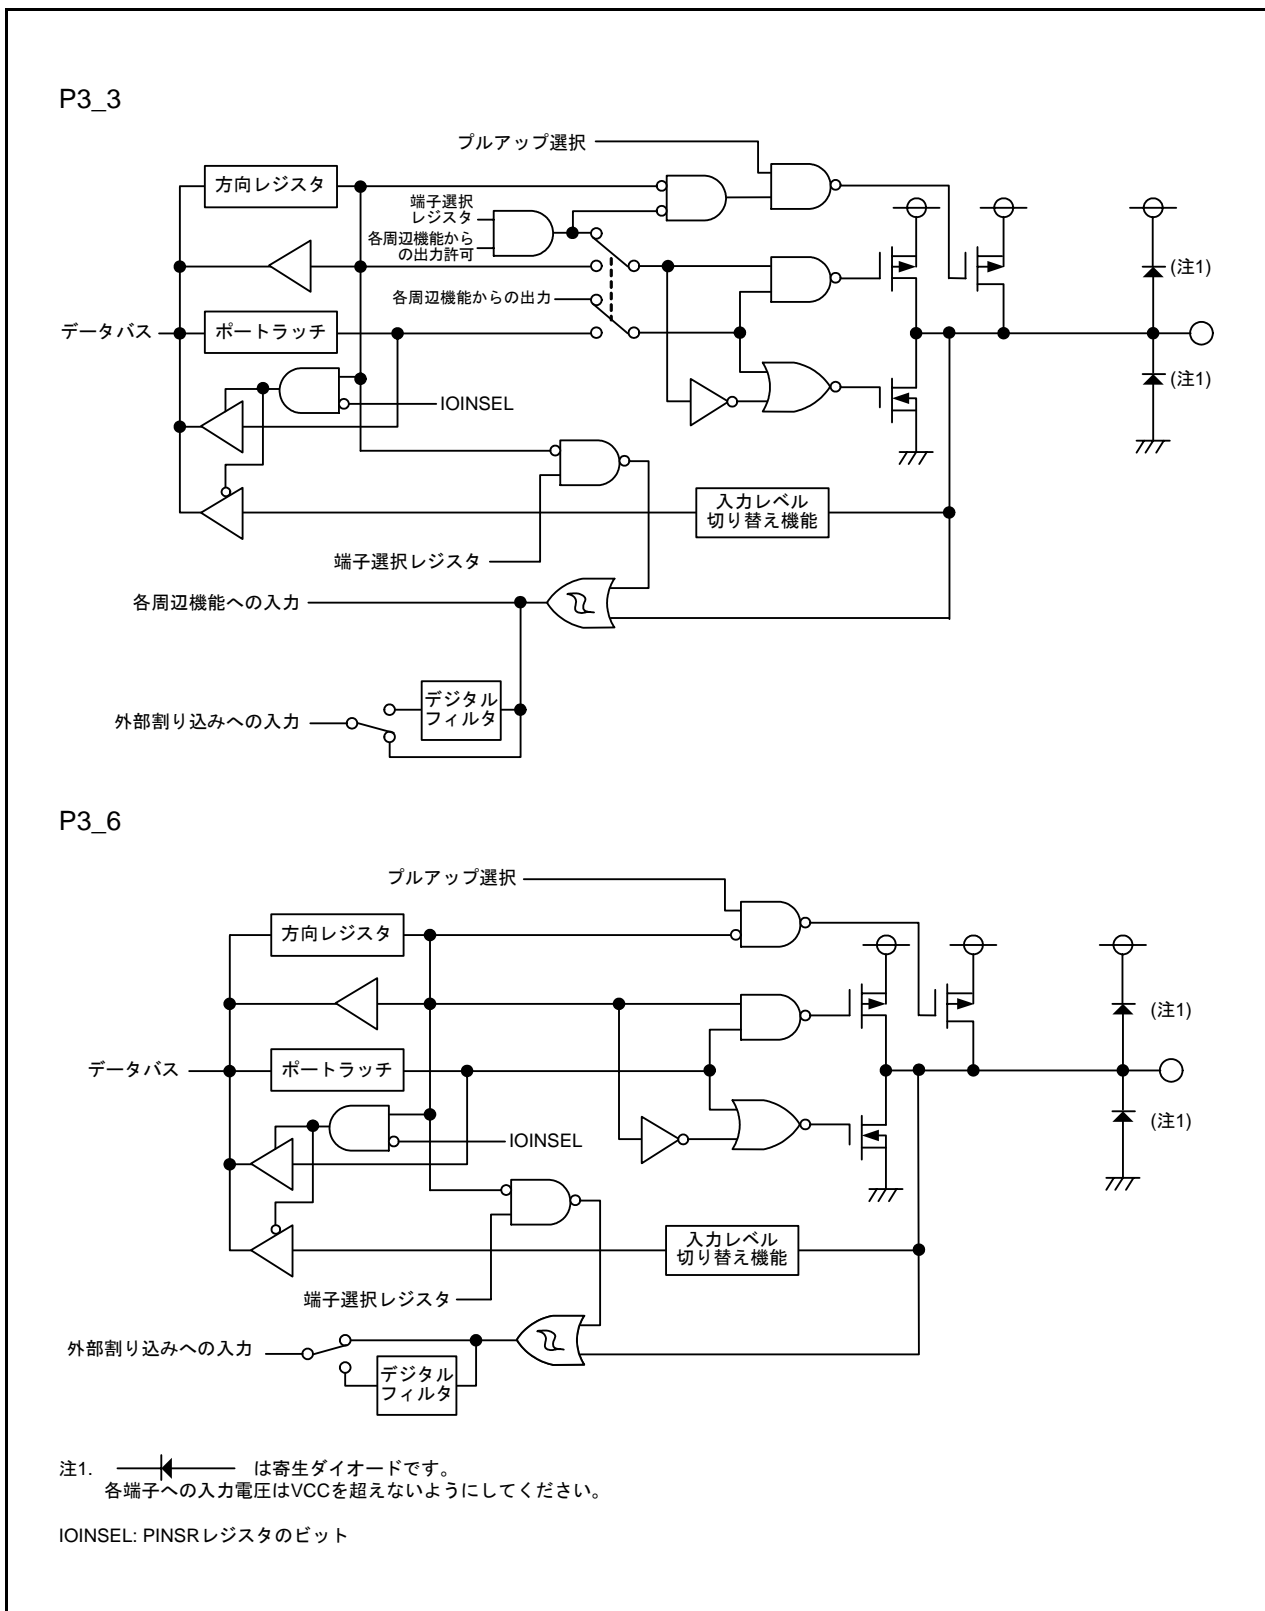 P3_3
プルアップ選択
方向レジスタ
端子選択
レジスタ
各周辺機能から
の出力許可
(注1)
各周辺機能からの出力
データバス
ポートラッチ
(注1)
IOINSEL
入力レベル
切り替え機能
端子選択レジスタ
各周辺機能への入力
デジタル
フィルタ
外部割り込みへの入力
P3_6
プルアップ選択
方向レジスタ
(注1)
データバス
ポートラッチ
(注1)
IOINSEL
入力レベル
切り替え機能
端子選択レジスタ
外部割り込みへの入力
デジタル
フィルタ
注1. は寄生ダイオードです。
各端子への入力電圧はVCCを超えないようにしてください。
IOINSEL: PINSRレジスタのビット